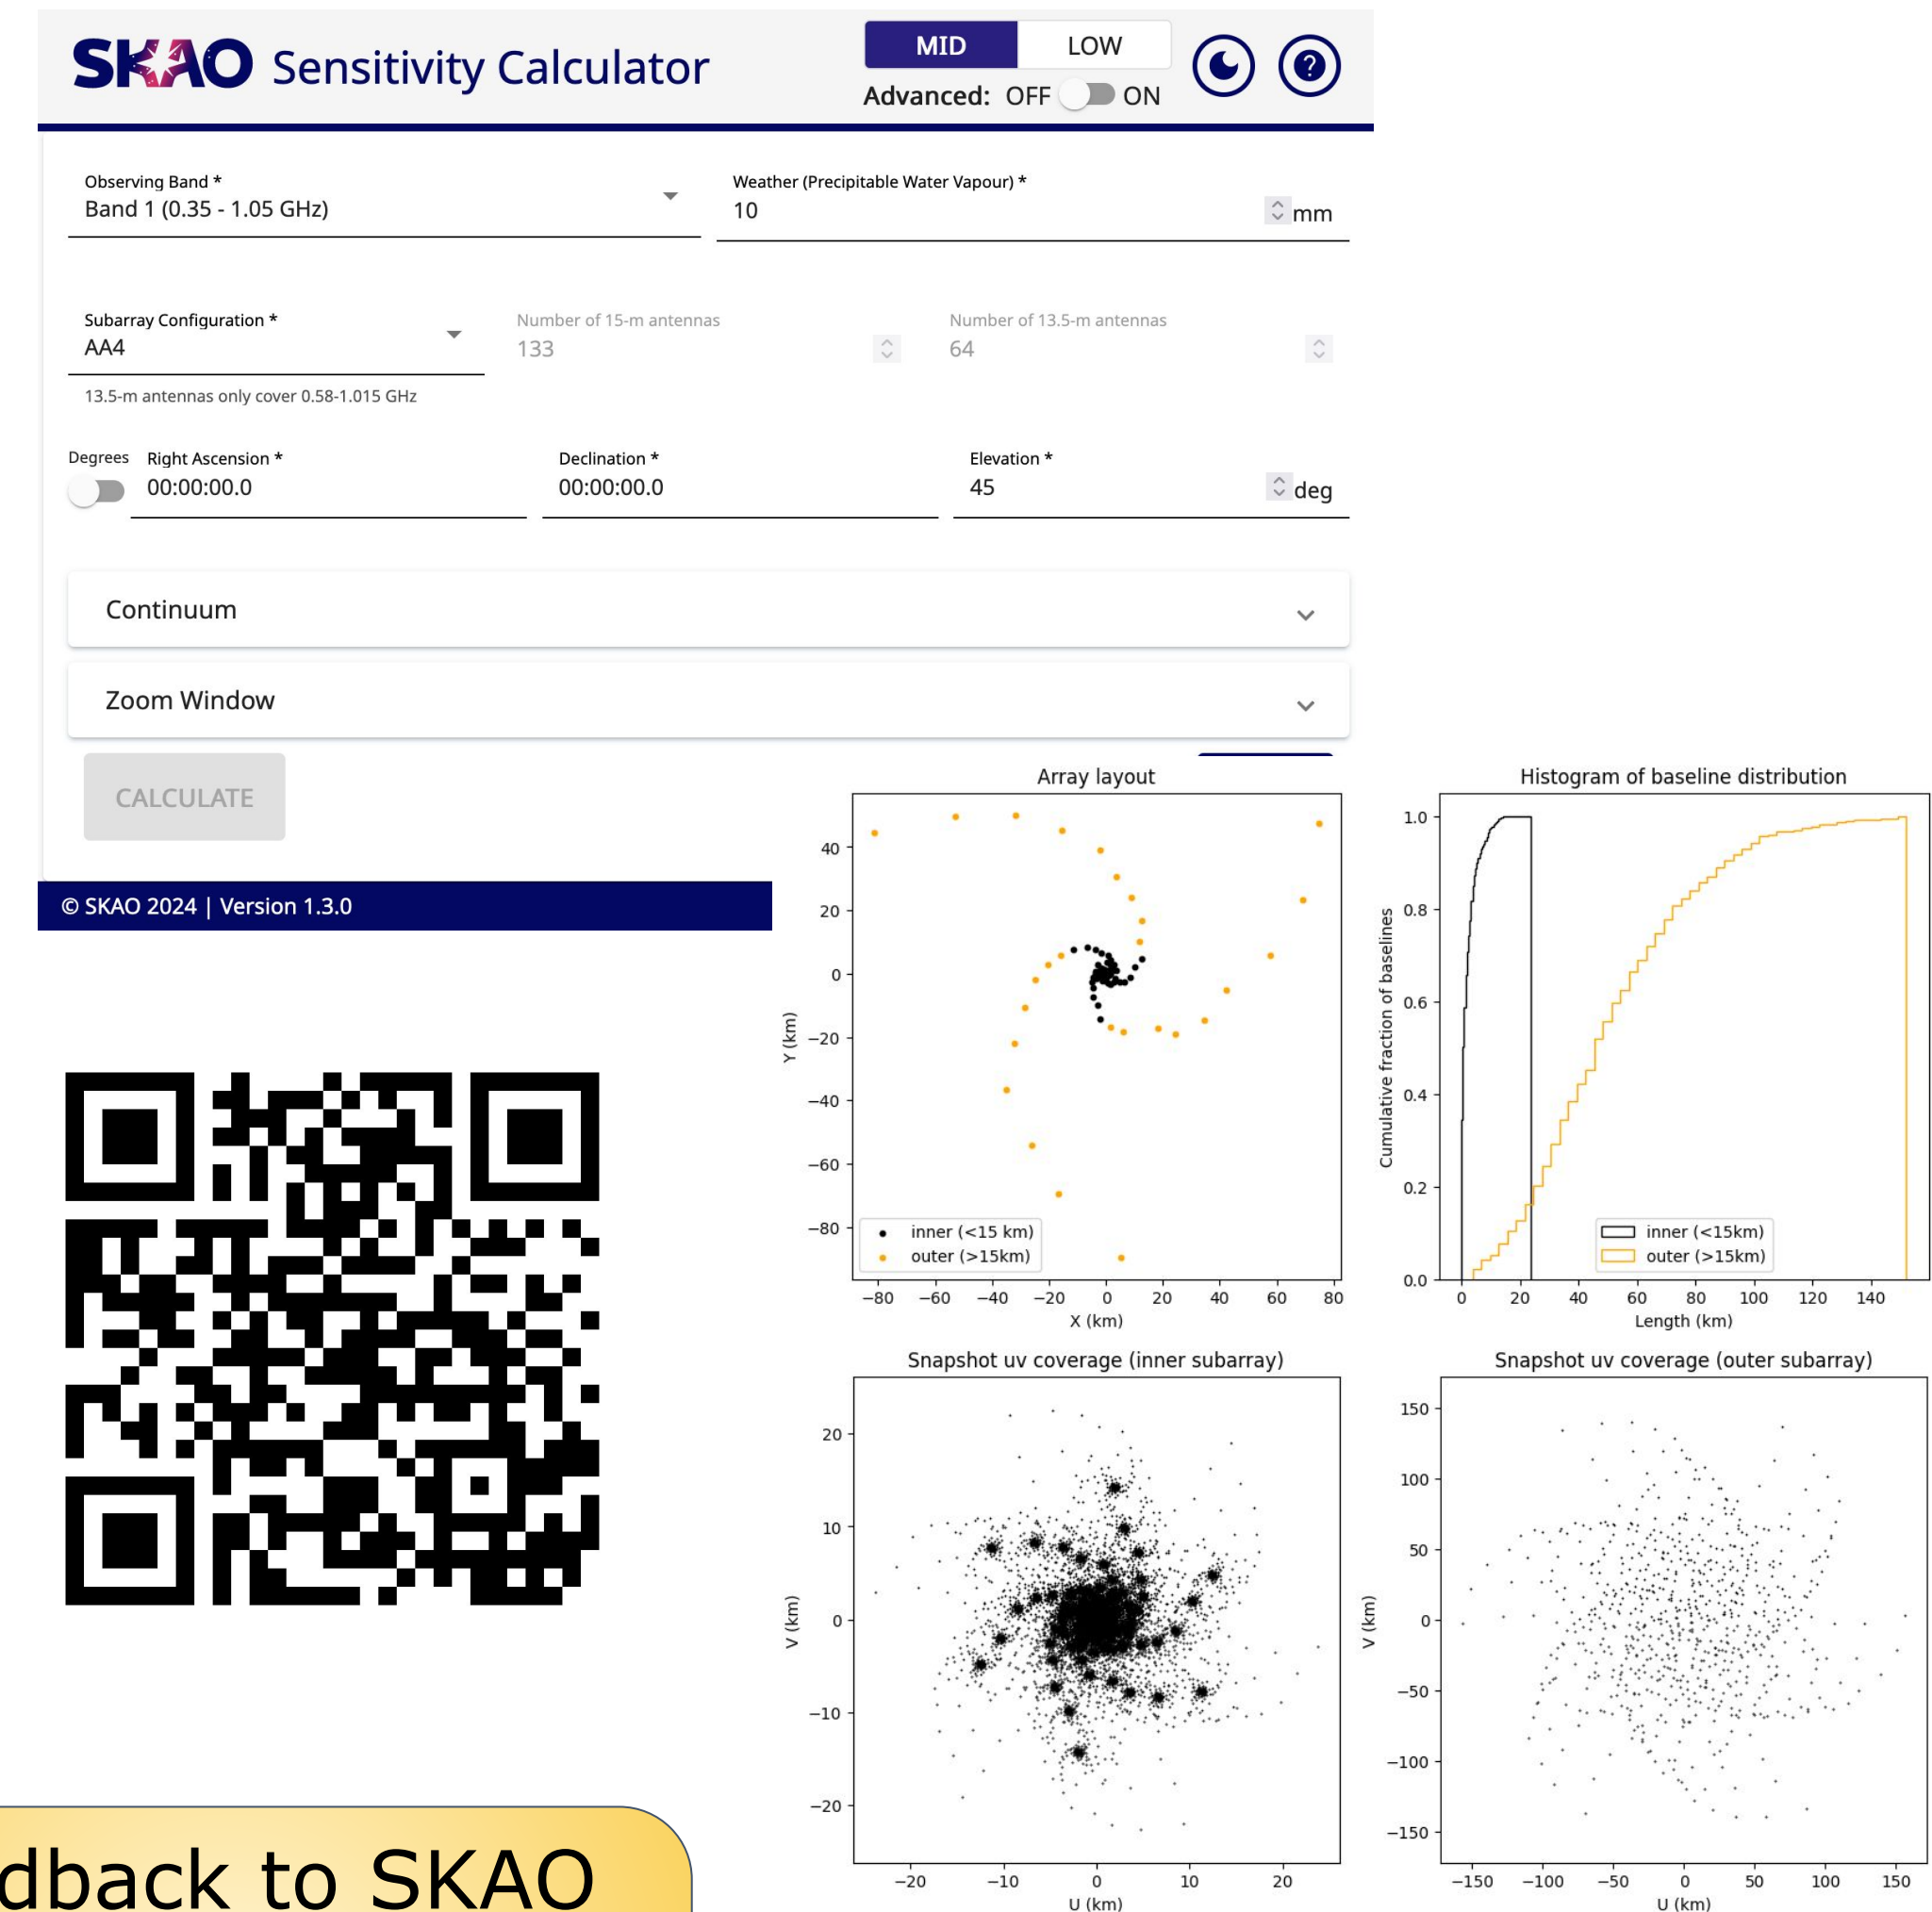 SKAO Sensitivity Calculator
MID LOW
Advanced: OFF ON
?
Observing Band *
Band 1 (0.35 - 1.05 GHz)
Weather (Precipitable Water Vapour) *
10 mm
Subarray Configuration *
AA4
13.5-m antennas only cover 0.58-1.015 GHz
Number of 15-m antennas
133
Number of 13.5-m antennas
64
Degrees
Right Ascension *
00:00:00.0
Declination *
00:00:00.0
Elevation *
45 deg
Continuum
Zoom Window
CALCULATE
© SKAO 2024 | Version 1.3.0
Array layout
40
20
0
−20
−40
−60
−80
Y (km)
inner (<15 km)
outer (>15km)
−80 −60 −40 −20 0 20 40 60 80
X (km)
Histogram of baseline distribution
1.0
0.8
0.6
0.4
0.2
0.0
Cumulative fraction of baselines
inner (<15km)
outer (>15km)
0 20 40 60 80 100 120 140
Length (km)
Snapshot uv coverage (inner subarray)
20
10
0
−10
−20
V (km)
−20 −10 0 10 20
U (km)
Snapshot uv coverage (outer subarray)
150
100
50
0
−50
−100
−150
V (km)
−150 −100 −50 0 50 100 150
U (km)
dback to SKAO